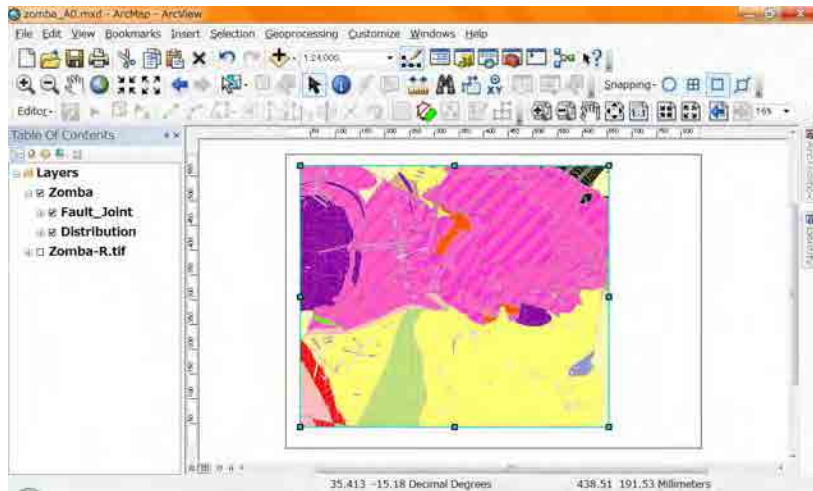 zomba_A0.mxd - ArcMap - ArcView
File Edit View Bookmarks Insert Selection Geoprocessing Customize Windows Help
1:24,000
Snapping
Editor
16%
Table Of Contents
Layers
Zomba
Fault_Joint
Distribution
Zomba-R.tif
35.413 -15.18 Decimal Degrees
438.51 191.53 Millimeters